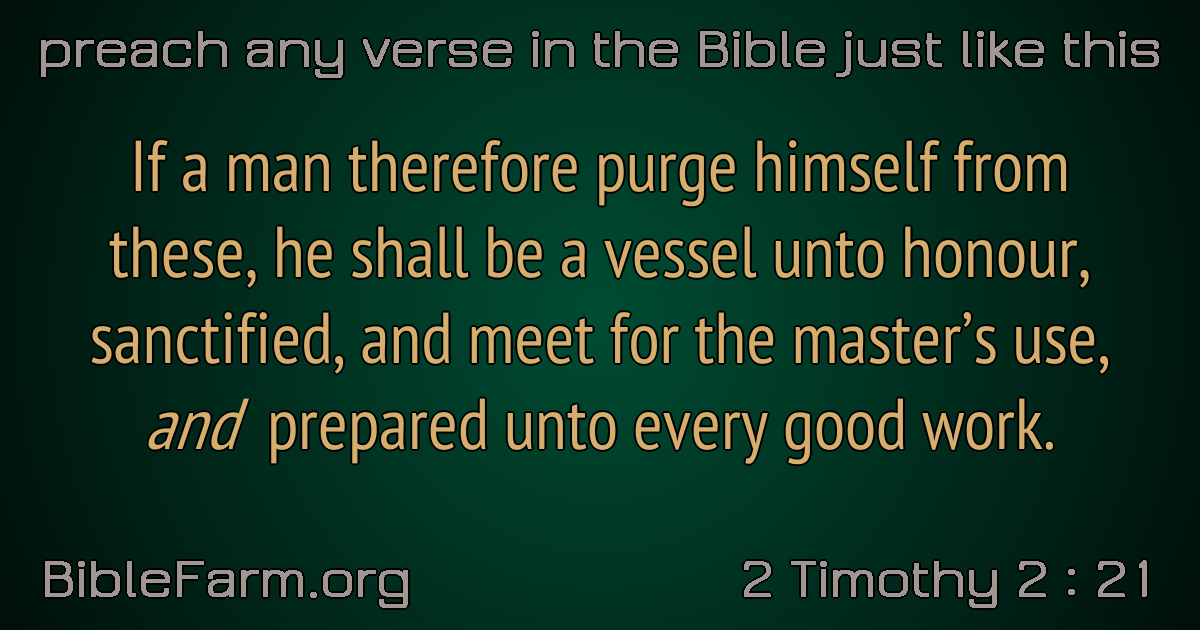 preach any verse in the Bible just like this
If a man therefore purge himself from
these, he shall be a vessel unto honour,
sanctified, and meet for the master’s use,
and prepared unto every good work.
BibleFarm.org
2 Timothy 2 : 21